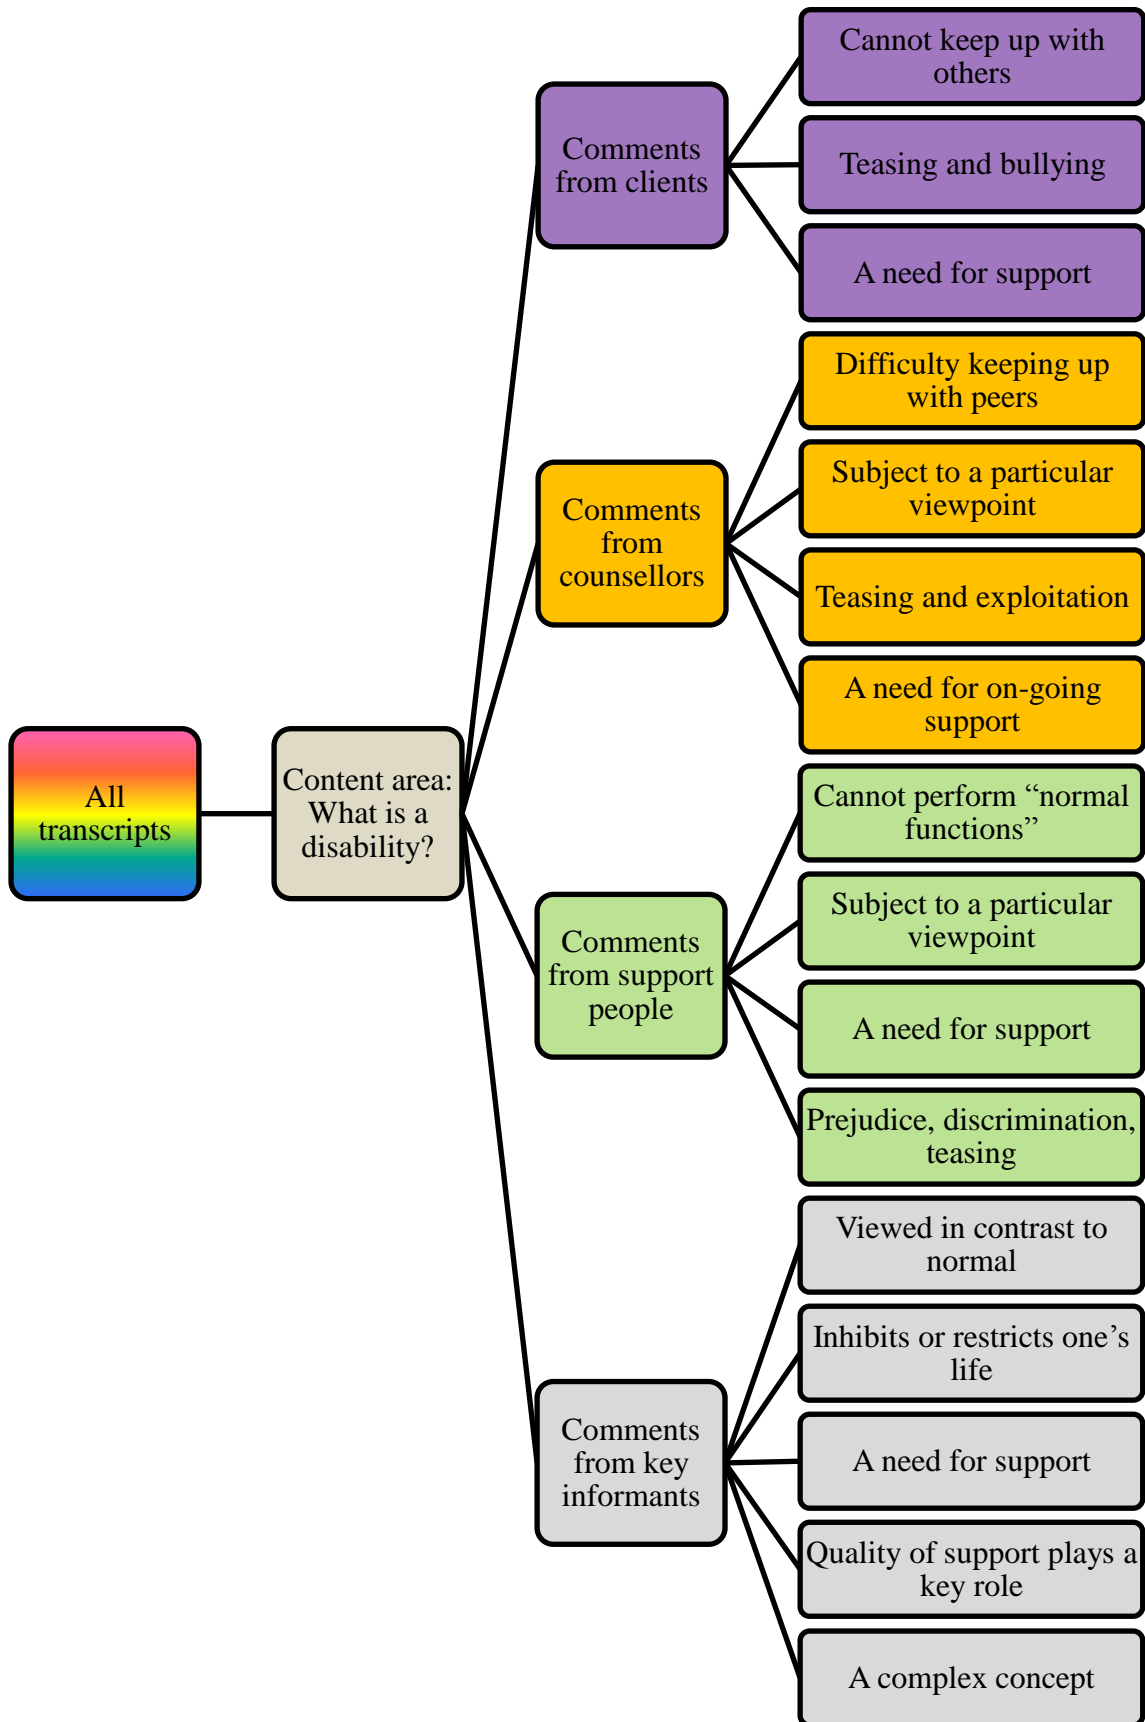 All
transcripts
Content area:
What is a
disability?
Comments
from clients
Cannot keep up with
others
Teasing and bullying
A need for support
Comments
from
counsellors
Difficulty keeping up
with peers
Subject to a particular
viewpoint
Teasing and exploitation
A need for on-going
support
Comments
from support
people
Cannot perform “normal
functions”
Subject to a particular
viewpoint
A need for support
Prejudice, discrimination,
teasing
Comments
from key
informants
Viewed in contrast to
normal
Inhibits or restricts one’s
life
A need for support
Quality of support plays a
key role
A complex concept